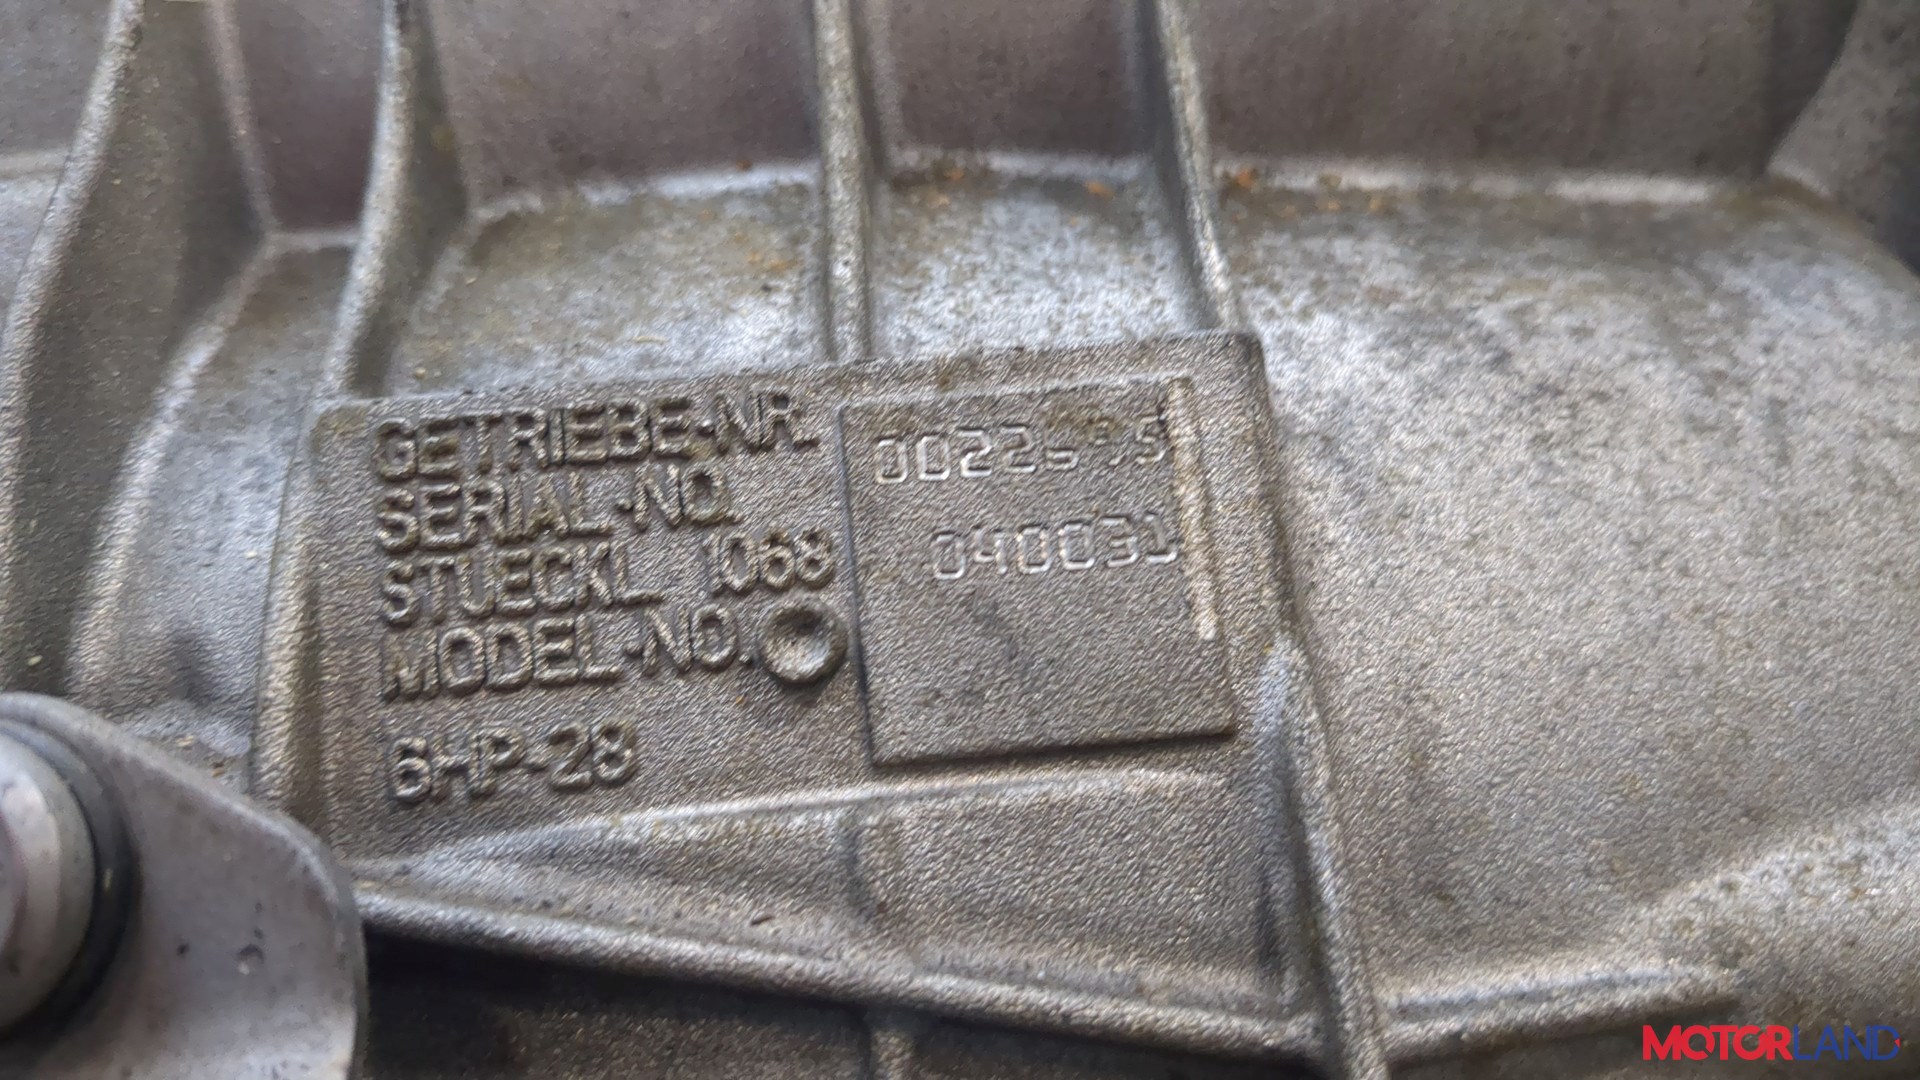 GETRIEBE-NR.
SERIAL-NO.
STUECKL. 1068
MODEL-NO.
6HP-28
040031
MOTORLAND